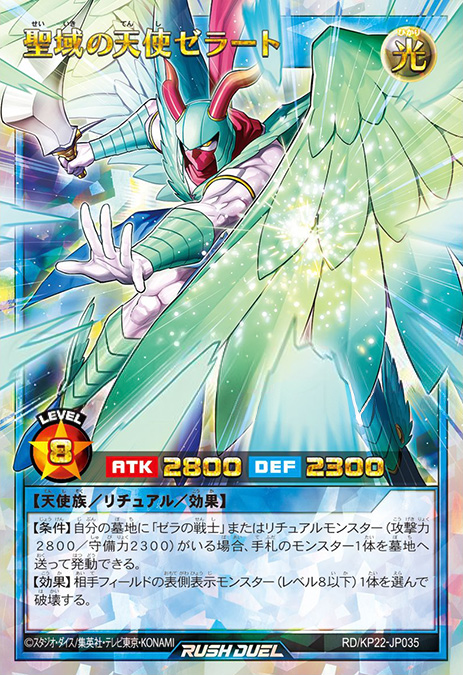 聖域の天使ゼラート
光
LEVEL
8
ATK 2800 DEF 2300
【天使族／リチュアル／効果】
【条件】自分の墓地に「ゼラの戦士」またはリチュアルモンスター（攻撃力
2800／守備力2300）がいる場合、手札のモンスター1体を墓地へ
送って発動できる。
【効果】相手フィールドの表側表示モンスター（レベル8以下）1体を選んで
破壊する。
©スタジオ・ダイス/集英社・テレビ東京・KONAMI
RUSH DUEL
RD/KP22-JP035